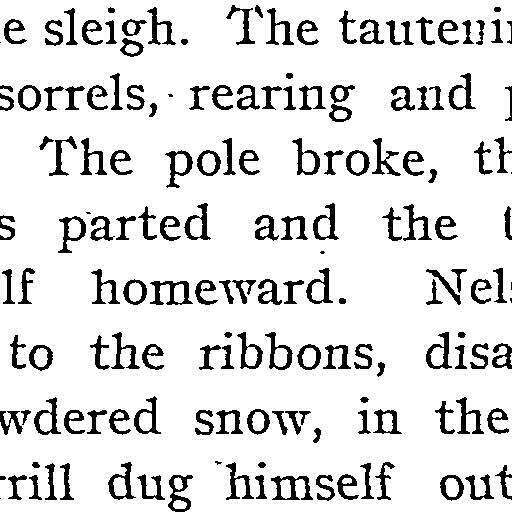 e sleigh. The tautenin
sorrels, rearing and p
The pole broke, th
s parted and the t
lf homeward. Nels
to the ribbons, disa
wdered snow, in the
rrill dug himself out